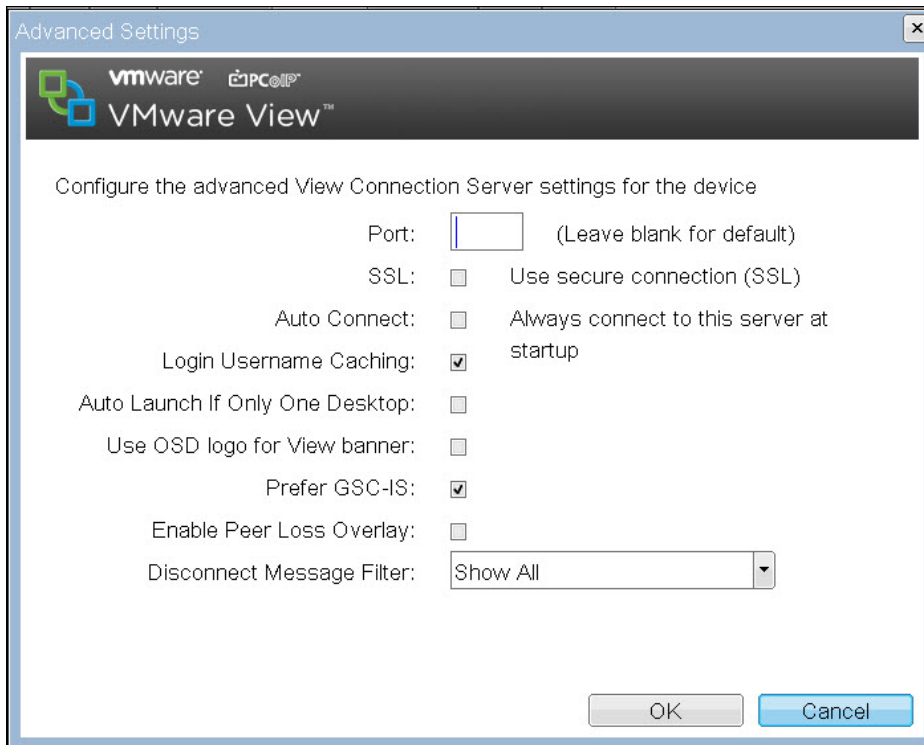 Advanced Settings
vmware PCoIP
VMware View™
Configure the advanced View Connection Server settings for the device
Port: (Leave blank for default)
SSL: Use secure connection (SSL)
Auto Connect: Always connect to this server at
startup
Login Username Caching:
Auto Launch If Only One Desktop:
Use OSD logo for View banner:
Prefer GSC-IS:
Enable Peer Loss Overlay:
Disconnect Message Filter: Show All
OK Cancel